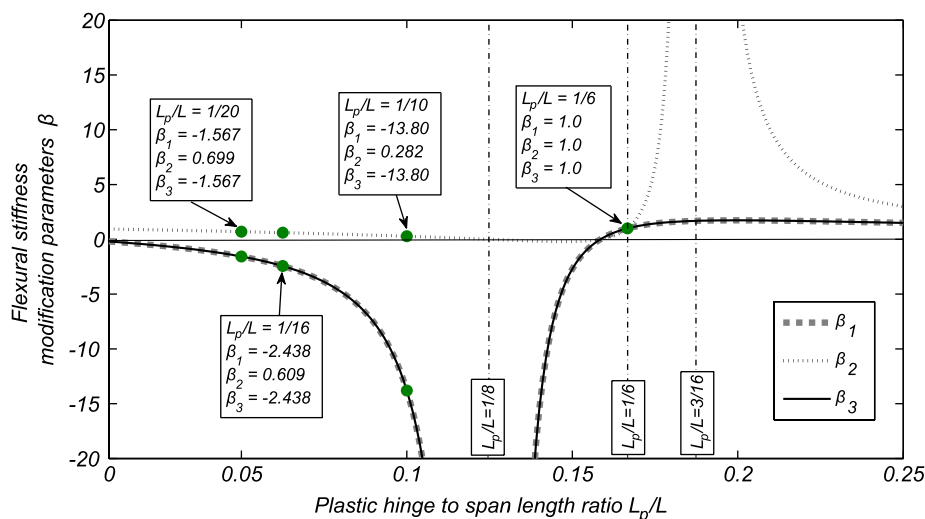 20
15
10
5
0
-5
-10
-15
-20
Flexural stiffness
modification parameters β
L_p/L = 1/20
β_1 = -1.567
β_2 = 0.699
β_3 = -1.567
L_p/L = 1/10
β_1 = -13.80
β_2 = 0.282
β_3 = -13.80
L_p/L = 1/6
β_1 = 1.0
β_2 = 1.0
β_3 = 1.0
L_p/L = 1/16
β_1 = -2.438
β_2 = 0.609
β_3 = -2.438
L_p/L=1/8
L_p/L=1/6
L_p/L=3/16
β_1
β_2
β_3
0 0.05 0.1 0.15 0.2 0.25
Plastic hinge to span length ratio L_p/L